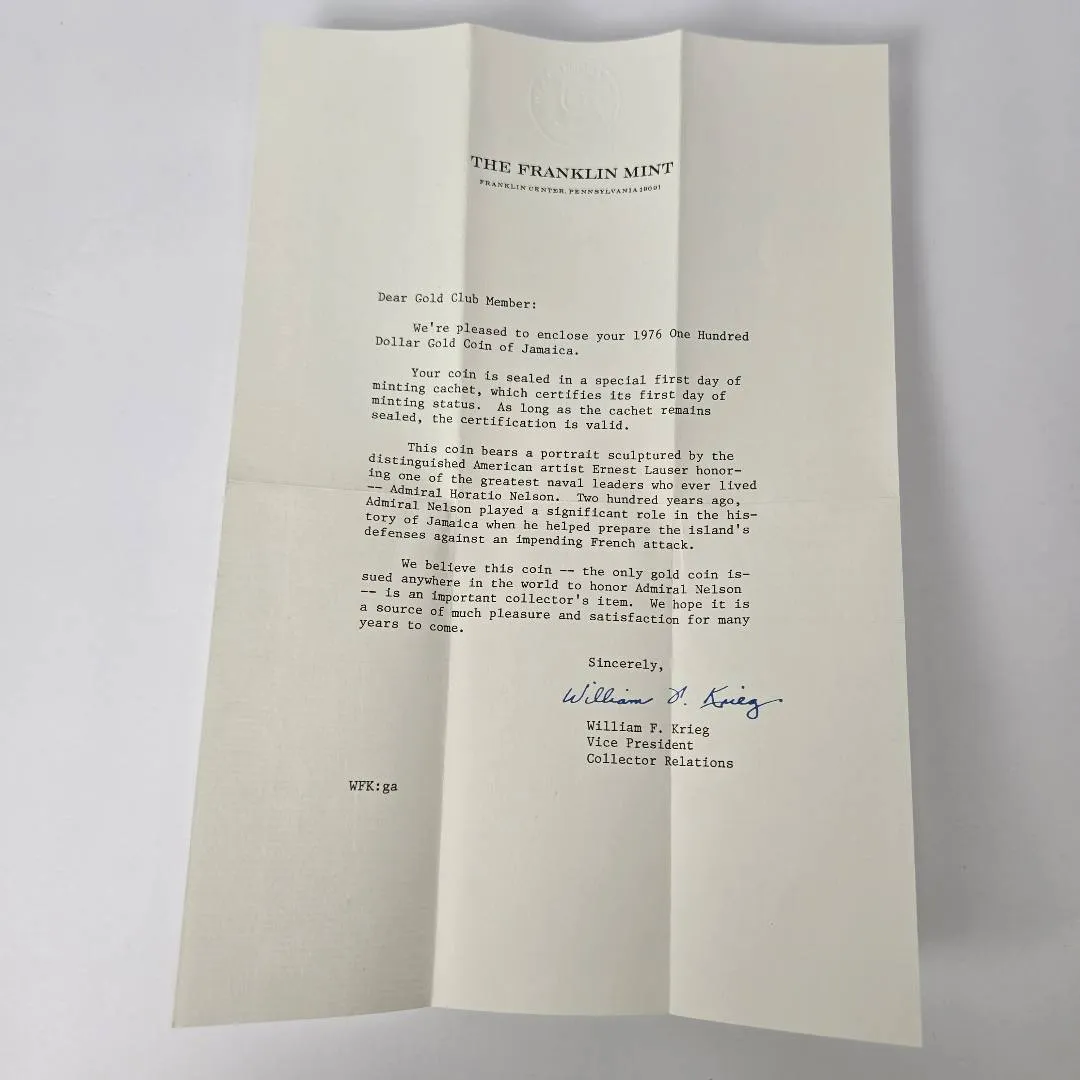 THE FRANKLIN MINT
FRANKLIN CENTER, PENNSYLVANIA 19091
Dear Gold Club Member:
We're pleased to enclose your 1976 One Hundred
Dollar Gold Coin of Jamaica.
Your coin is sealed in a special first day of
minting cachet, which certifies its first day of
minting status. As long as the cachet remains
sealed, the certification is valid.
This coin bears a portrait sculptured by the
distinguished American artist Ernest Lauser honor-
ing one of the greatest naval leaders who ever lived
-- Admiral Horatio Nelson. Two hundred years ago,
Admiral Nelson played a significant role in the his-
tory of Jamaica when he helped prepare the island's
defenses against an impending French attack.
We believe this coin -- the only gold coin is-
sued anywhere in the world to honor Admiral Nelson
-- is an important collector's item. We hope it is
a source of much pleasure and satisfaction for many
years to come.
Sincerely,
William F. Krieg
William F. Krieg
Vice President
Collector Relations
WFK:ga